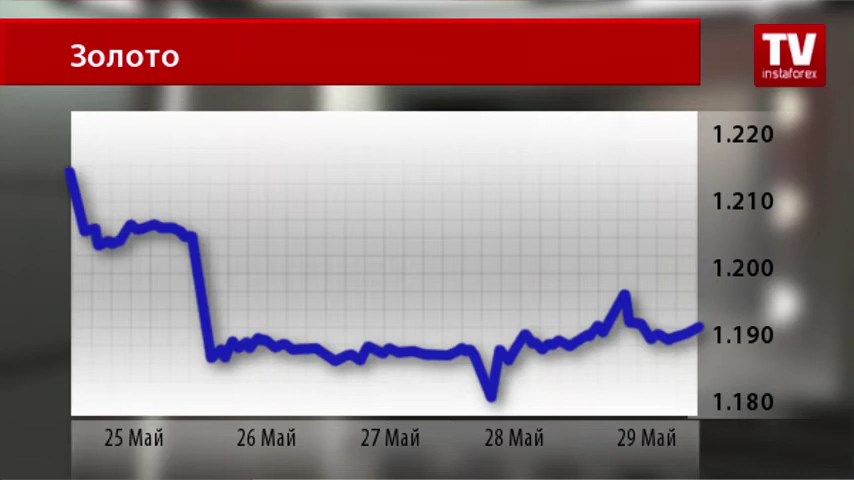 Золото
TV
instaforex
1.220
1.210
1.200
1.190
1.180
25 Май 26 Май 27 Май 28 Май 29 Май